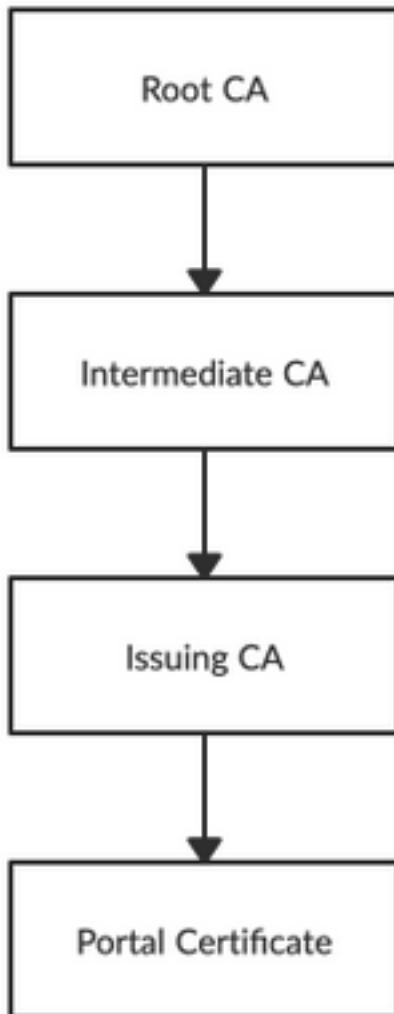 Root CA
Intermediate CA
Issuing CA
Portal Certificate